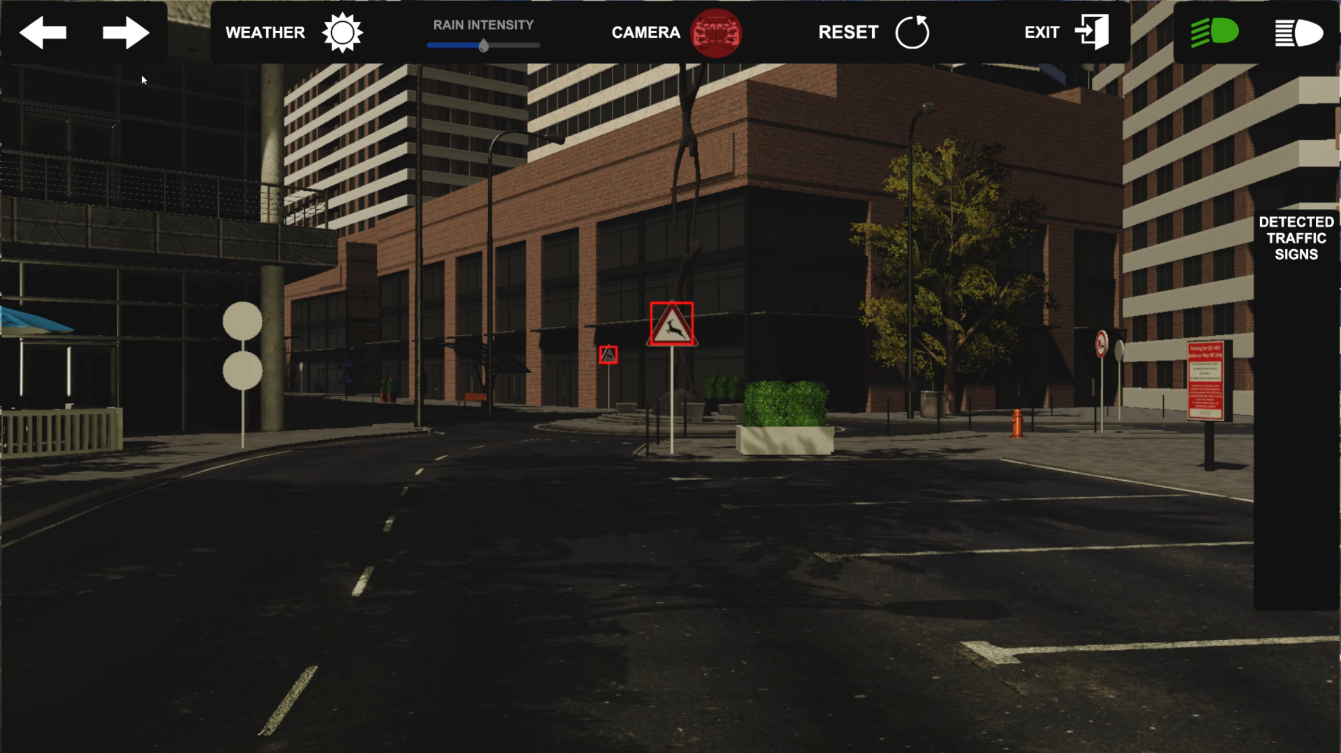 WEATHER
RAIN INTENSITY
CAMERA
RESET
EXIT
DETECTED
TRAFFIC
SIGNS